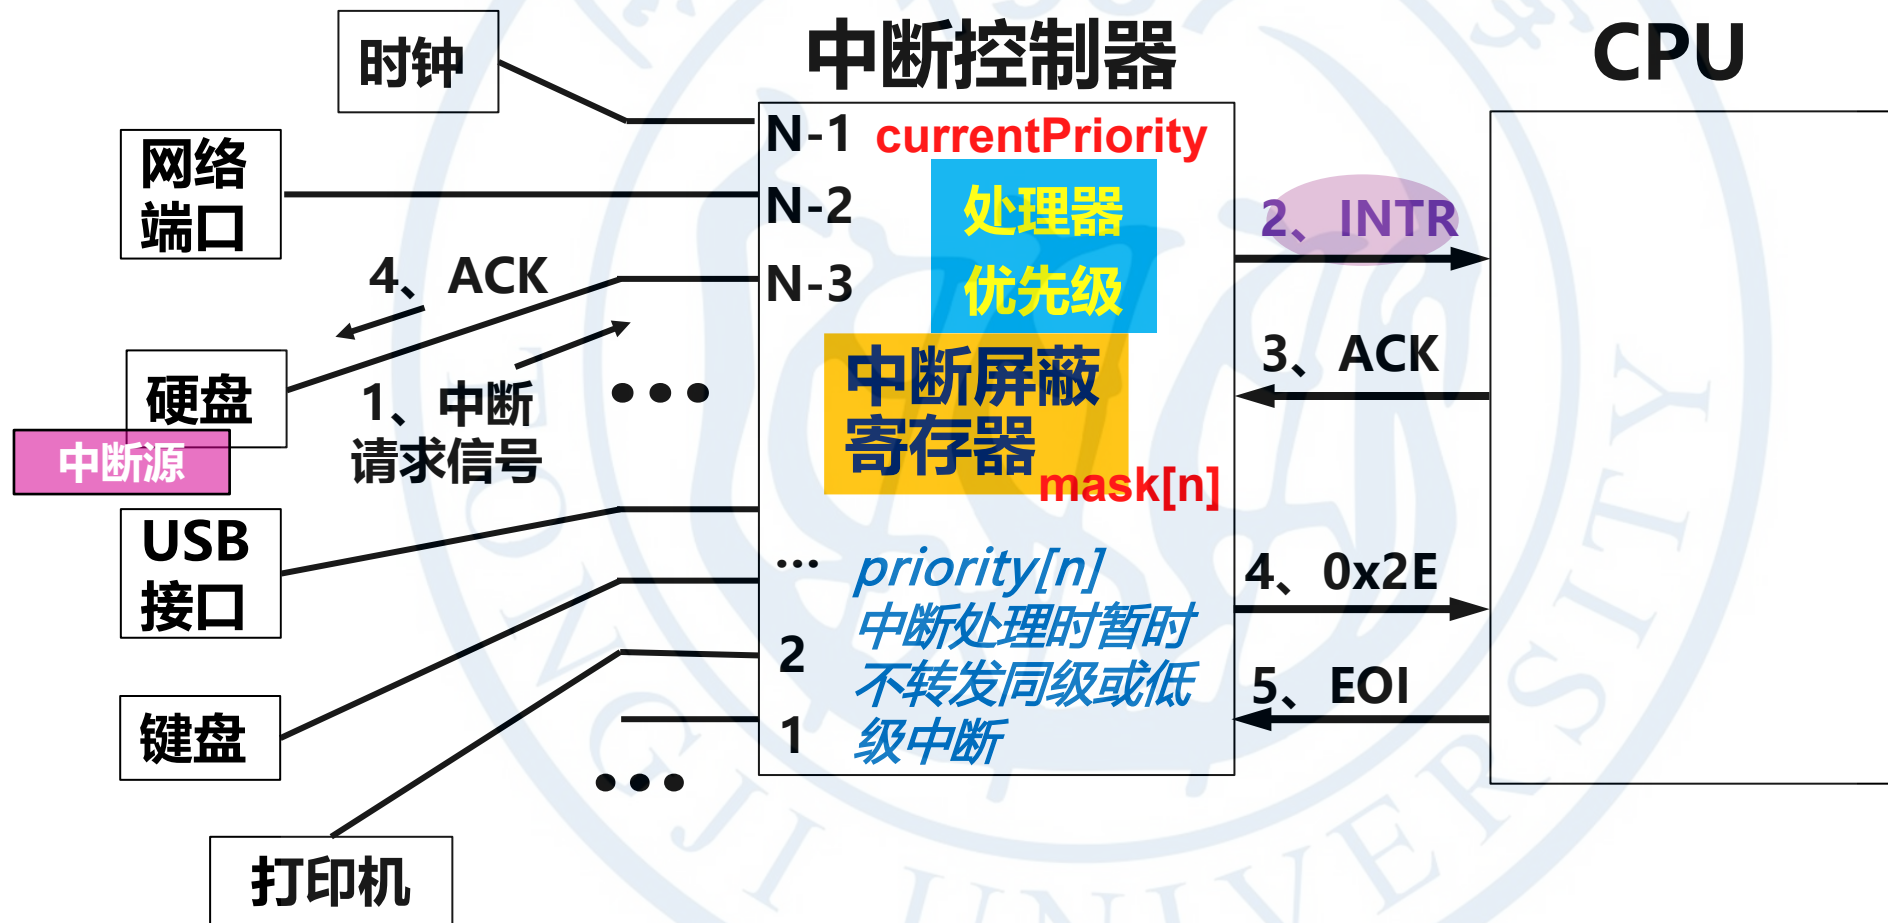 时钟
中断控制器
CPU
网络
端口
N-1 currentPriority
N-2
处理器
优先级
N-3
2、INTR
4、ACK
硬盘
中断源
1、中断
请求信号
•••
中断屏蔽
寄存器
mask[n]
3、ACK
USB
接口
...
priority[n]
中断处理时暂时
不转发同级或低
级中断
4、0x2E
2
5、EOI
键盘
1
•••
打印机
NGJI UNIVERSITY